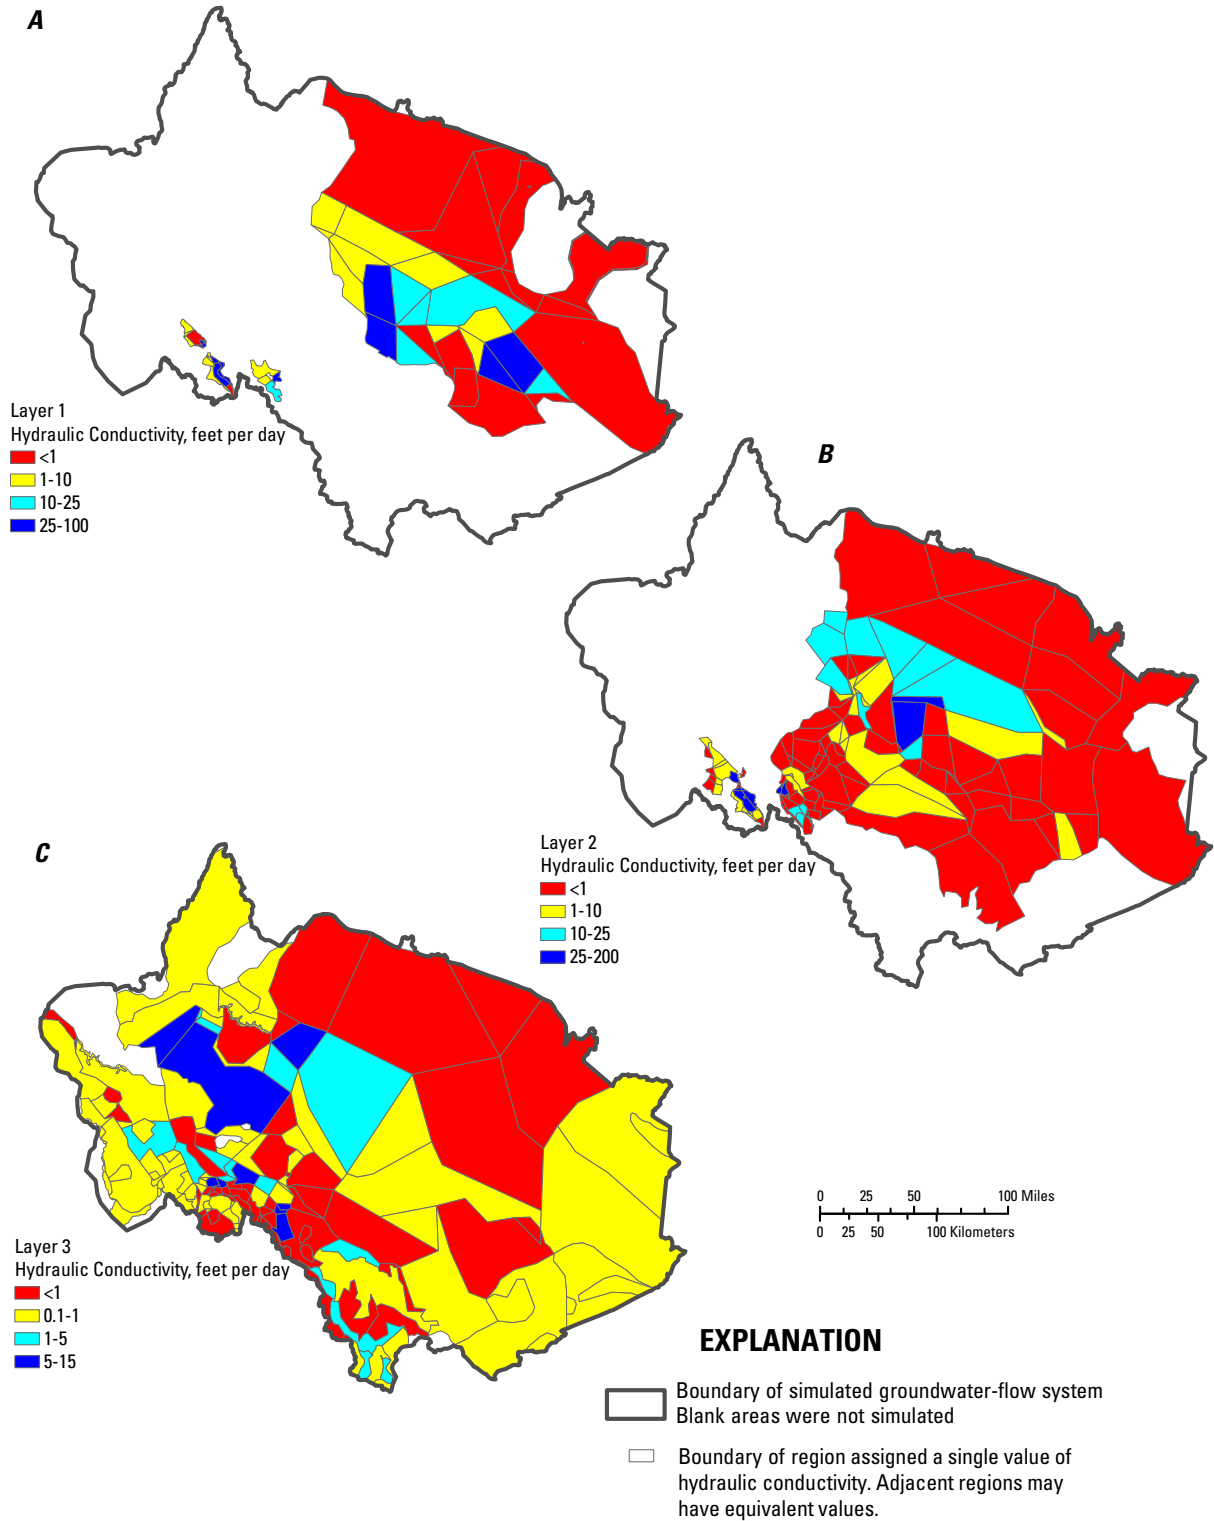 A
Layer 1
Hydraulic Conductivity, feet per day
<1
1-10
10-25
25-100
B
Layer 2
Hydraulic Conductivity, feet per day
<1
1-10
10-25
25-200
C
Layer 3
Hydraulic Conductivity, feet per day
<1
0.1-1
1-5
5-15
0 25 50 100 Miles
0 25 50 100 Kilometers
EXPLANATION
Boundary of simulated groundwater-flow system
Blank areas were not simulated
Boundary of region assigned a single value of
hydraulic conductivity. Adjacent regions may
have equivalent values.